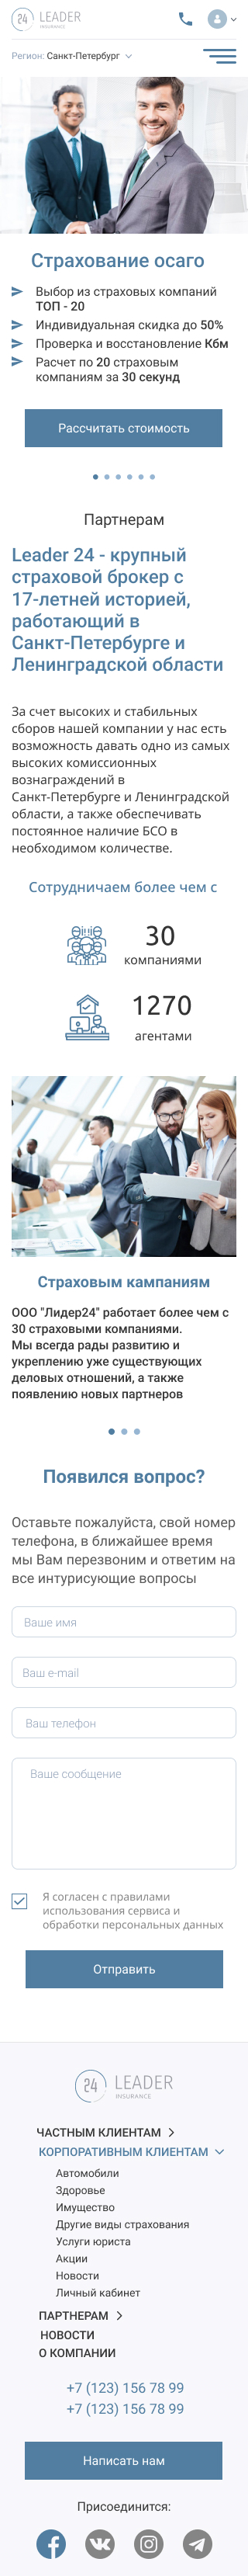 24 LEADER
INSURANCE
Регион: Санкт-Петербург
Страхование осаго
Выбор из страховых компаний
ТОП - 20
Индивидуальная скидка до 50%
Проверка и восстановление Кбм
Расчет по 20 страховым
компаниям за 30 секунд
Рассчитать стоимость
Партнерам
Leader 24 - крупный
страховой брокер с
17-летней историей,
работающий в
Санкт-Петербурге и
Ленинградской области
За счет высоких и стабильных
сборов нашей компании у нас есть
возможность давать одно из самых
высоких комиссионных
вознаграждений в
Санкт-Петербурге и Ленинградской
области, а также обеспечивать
постоянное наличие БСО в
необходимом количестве.
Сотрудничаем более чем с
30
компаниями
1270
агентами
Страховым кампаниям
ООО "Лидер24" работает более чем с
30 страховыми компаниями.
Мы всегда рады развитию и
укреплению уже существующих
деловых отношений, а также
появлению новых партнеров
Появился вопрос?
Оставьте пожалуйста, свой номер
телефона, в ближайшее время
мы Вам перезвоним и ответим на
все интурисующие вопросы
Ваше имя
Ваш e-mail
Ваш телефон
Ваше сообщение
Я согласен с правилами
использования сервиса и
обработки персональных данных
Отправить
24 LEADER
INSURANCE
ЧАСТНЫМ КЛИЕНТАМ
КОРПОРАТИВНЫМ КЛИЕНТАМ
Автомобили
Здоровье
Имущество
Другие виды страхования
Услуги юриста
Акции
Новости
Личный кабинет
ПАРТНЕРАМ
НОВОСТИ
О КОМПАНИИ
+7 (123) 156 78 99
+7 (123) 156 78 99
Написать нам
Присоединится: